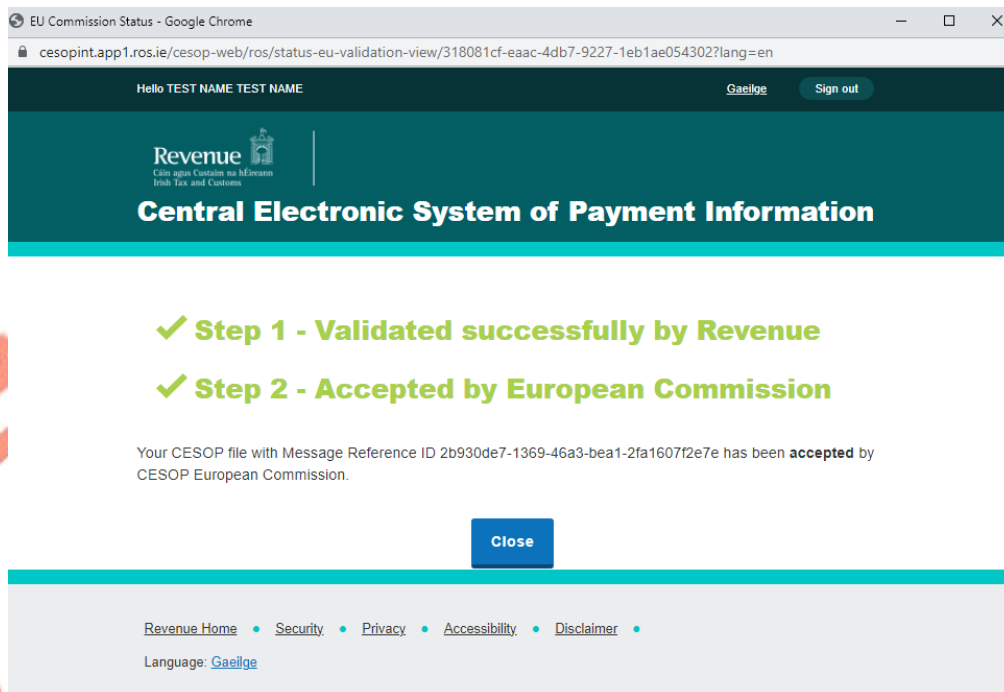 EU Commission Status - Google Chrome
cesopint.app1.ros.ie/cesop-web/ros/status-eu-validation-view/318081cf-eaac-4db7-9227-1eb1ae054302?lang=en
Hello TEST NAME TEST NAME
Gaeilge
Sign out
Revenue
Cáin agus Custaim na hÉireann
Irish Tax and Customs
Central Electronic System of Payment Information
Step 1 - Validated successfully by Revenue
Step 2 - Accepted by European Commission
Your CESOP file with Message Reference ID 2b930de7-1369-46a3-bea1-2fa1607f2e7e has been accepted by
CESOP European Commission.
Close
Revenue Home • Security • Privacy • Accessibility • Disclaimer •
Language: Gaeilge